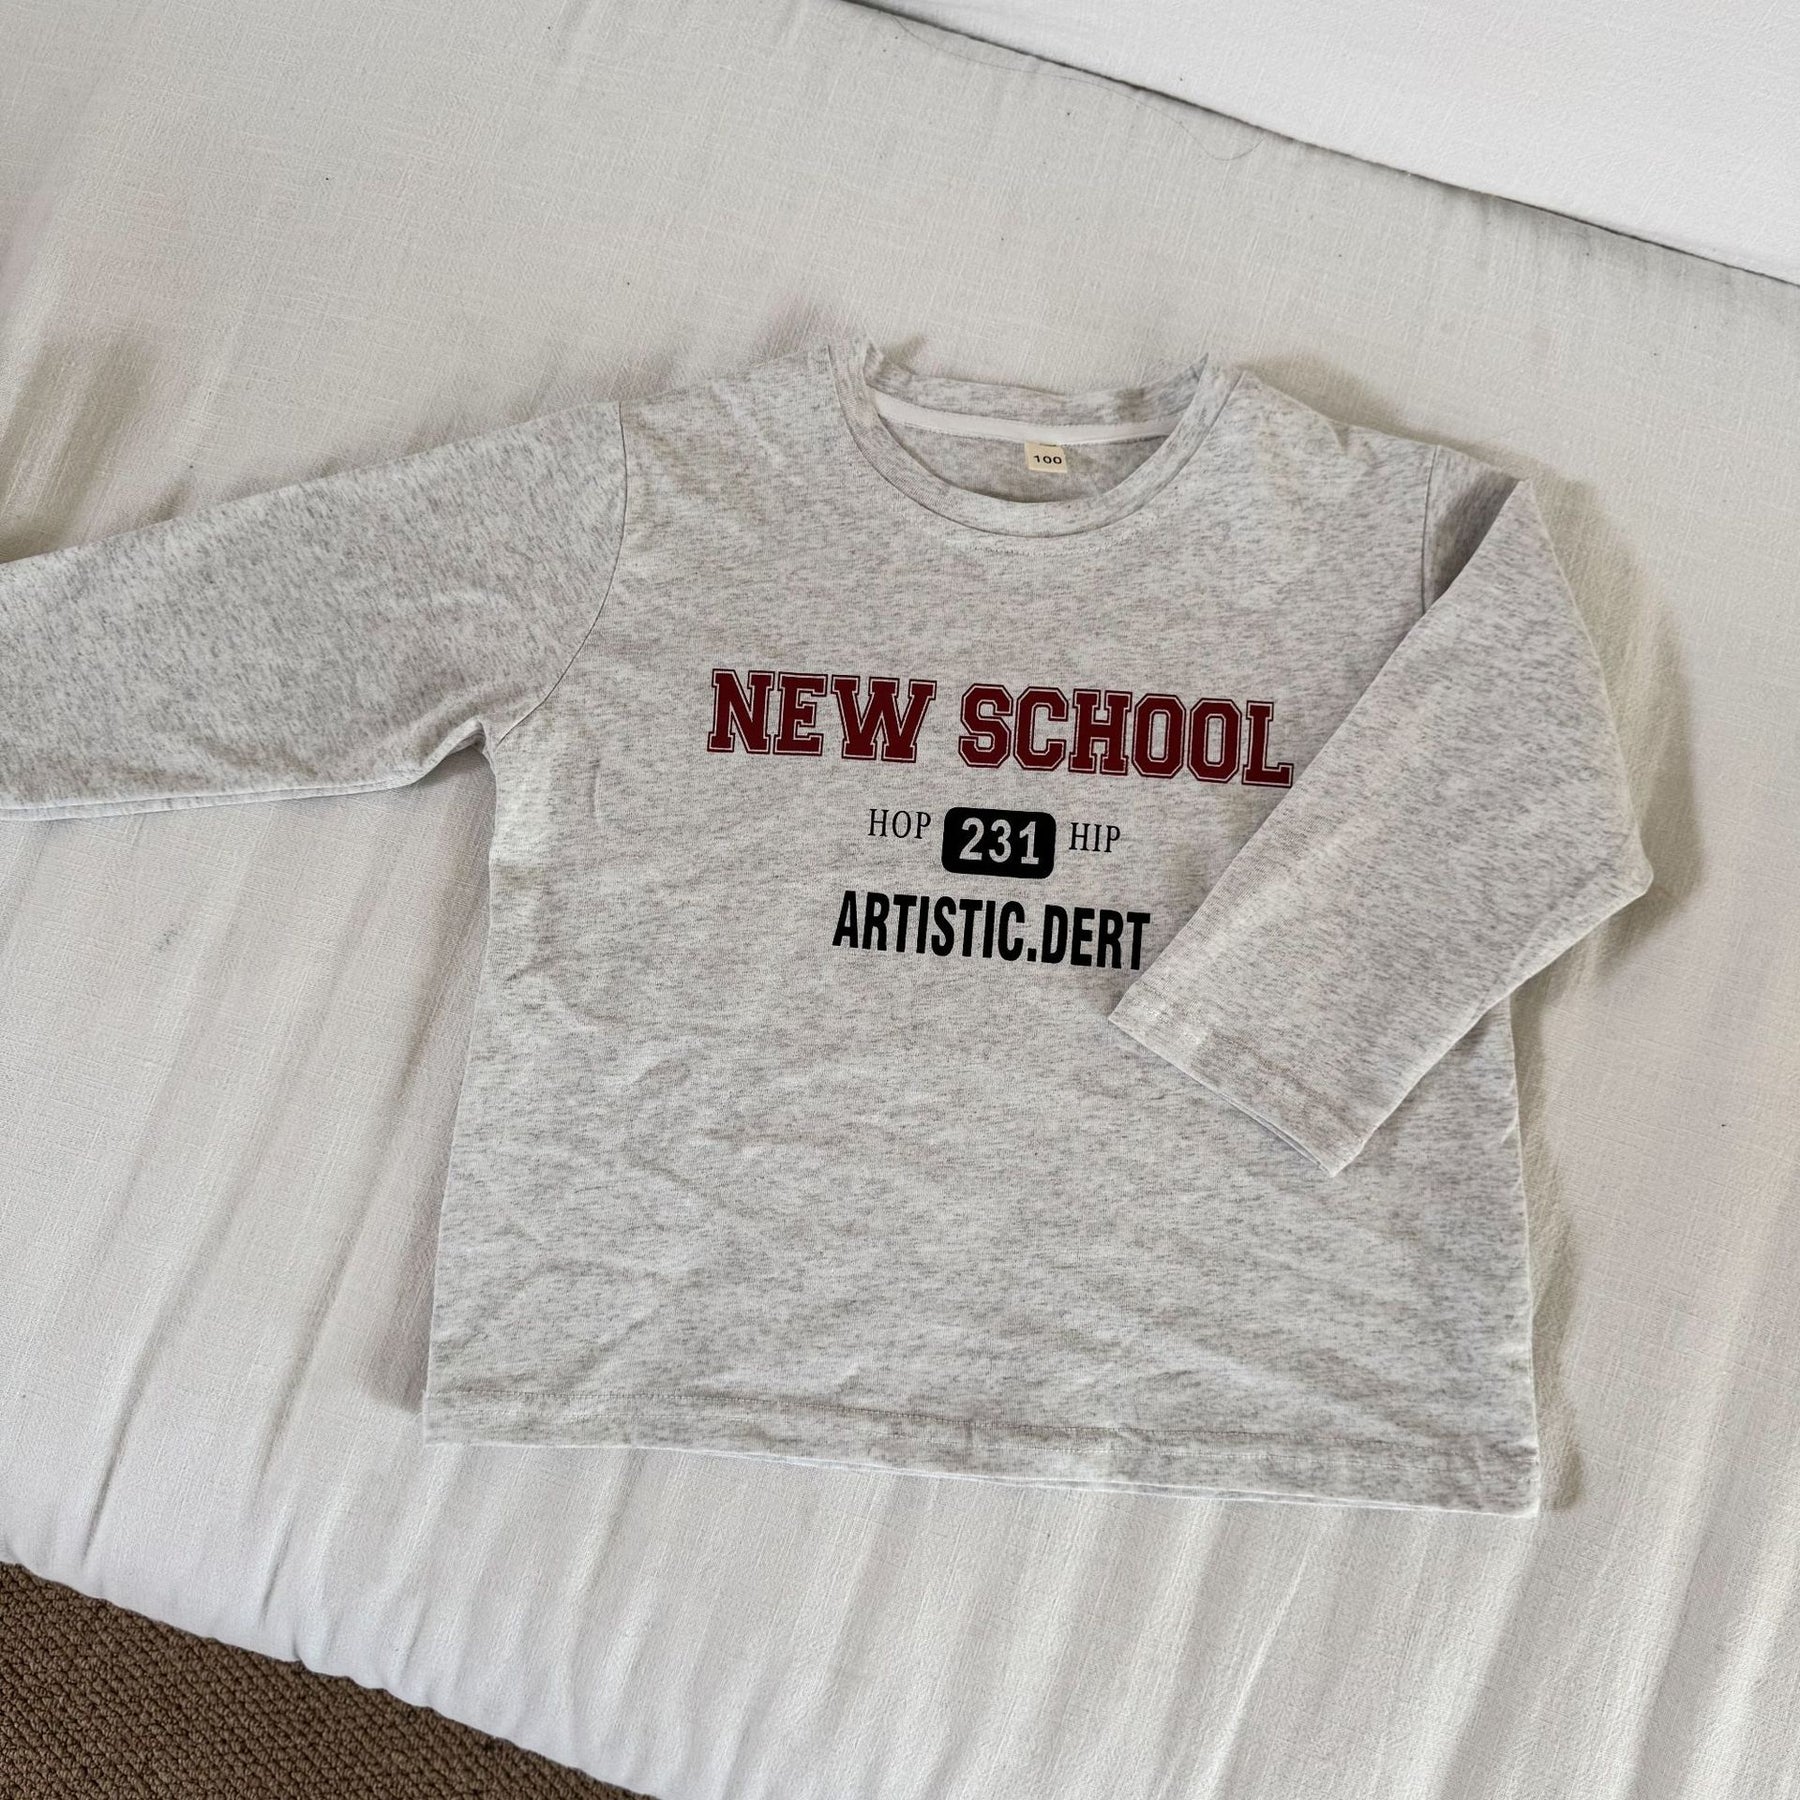 100
NEW SCHOOL
HOP 231 HIP
ARTISTIC.DERT